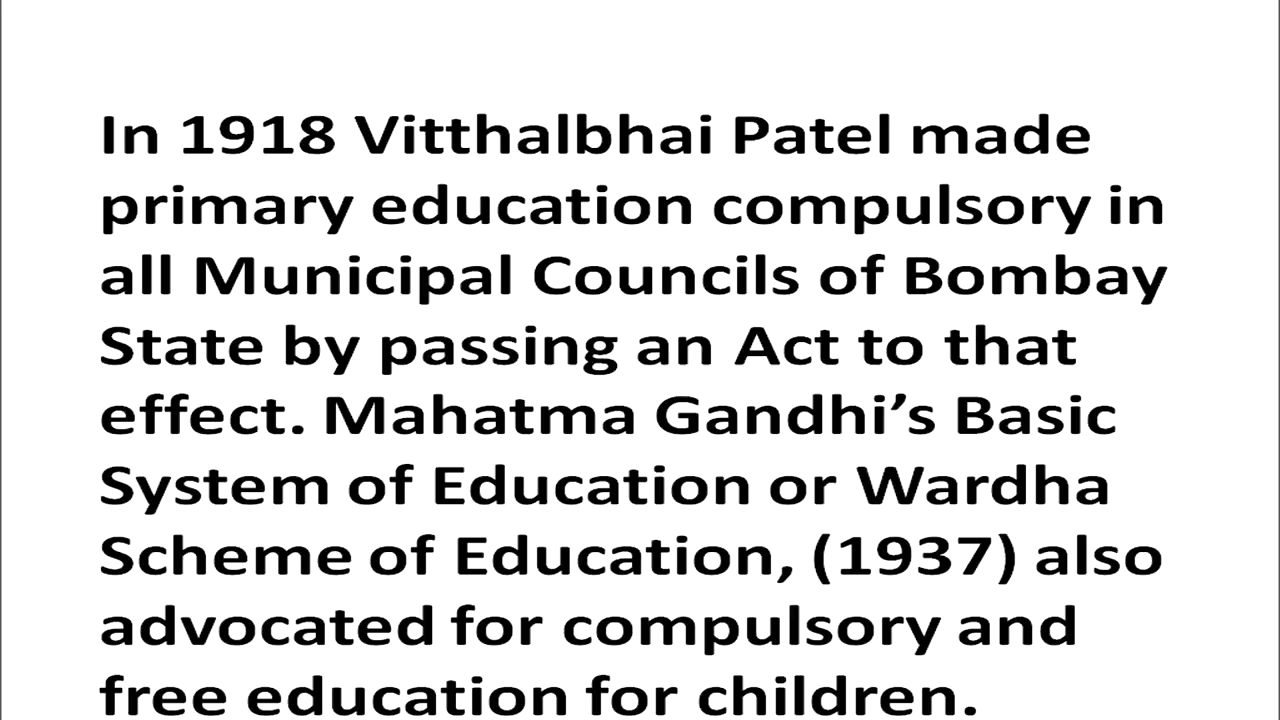 In 1918 Vitthalbhai Patel made
primary education compulsory in
all Municipal Councils of Bombay
State by passing an Act to that
effect. Mahatma Gandhi’s Basic
System of Education or Wardha
Scheme of Education, (1937) also
advocated for compulsory and
free education for children.